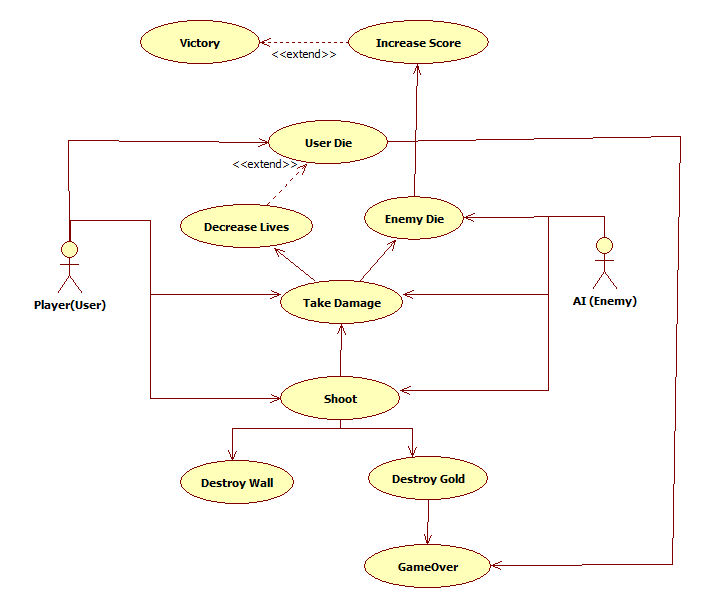 Victory
Increase Score
<<extend>>
User Die
<<extend>>
Decrease Lives
Enemy Die
Player(User)
Take Damage
AI (Enemy)
Shoot
Destroy Wall
Destroy Gold
GameOver